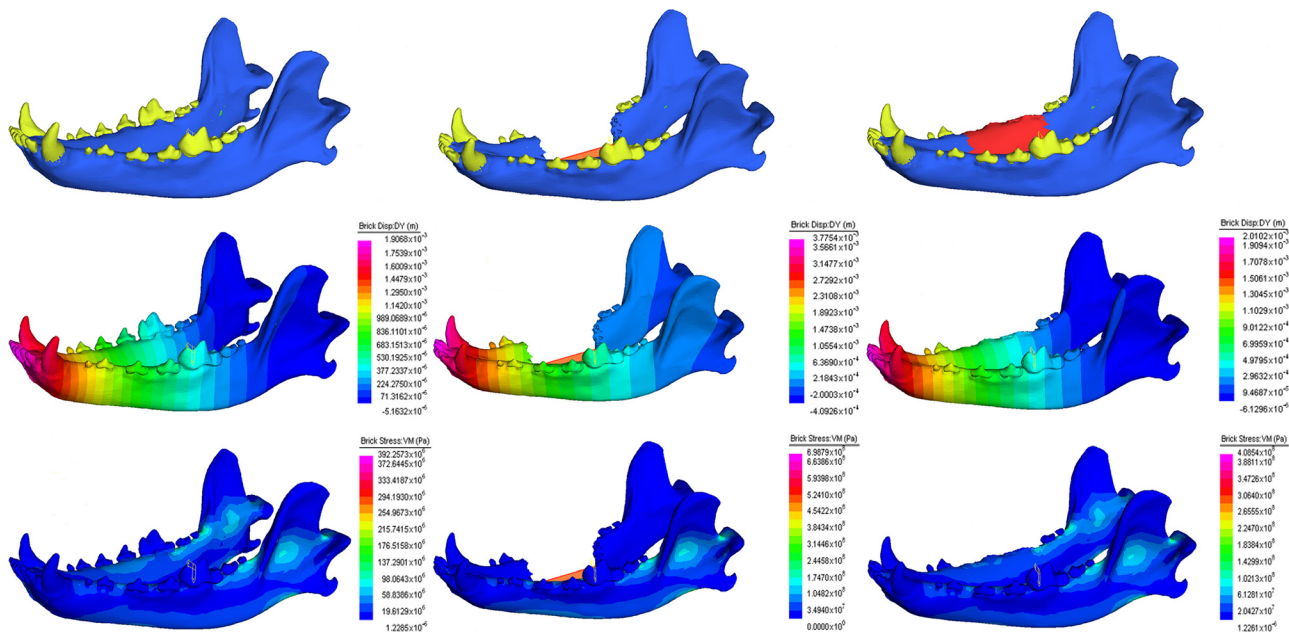 Brick Disp:DY (m)
1.9068x10⁻³
1.7539x10⁻³
1.6009x10⁻³
1.4479x10⁻³
1.2950x10⁻³
1.1420x10⁻³
989.0689x10⁻⁶
836.1101x10⁻⁶
683.1513x10⁻⁶
530.1925x10⁻⁶
377.2337x10⁻⁶
224.2750x10⁻⁶
71.3162x10⁻⁶
-5.1632x10⁻⁶
Brick Disp:DY (m)
3.7754x10⁻³
3.5661x10⁻³
3.1477x10⁻³
2.7292x10⁻³
2.3108x10⁻³
1.8923x10⁻³
1.4738x10⁻³
1.0554x10⁻³
6.3690x10⁻⁴
2.1843x10⁻⁴
-2.0003x10⁻⁴
-4.0926x10⁻⁴
Brick Disp:DY (m)
2.0102x10⁻³
1.9094x10⁻³
1.7078x10⁻³
1.5061x10⁻³
1.3045x10⁻³
1.1029x10⁻³
9.0122x10⁻⁴
6.9959x10⁻⁴
4.9795x10⁻⁴
2.9632x10⁻⁴
9.4687x10⁻⁵
-6.1296x10⁻⁶
Brick Stress:VM (Pa)
392.2573x10⁶
372.6445x10⁶
333.4187x10⁶
294.1930x10⁶
254.9673x10⁶
215.7415x10⁶
176.5158x10⁶
137.2901x10⁶
98.0643x10⁶
58.8386x10⁶
19.6129x10⁶
1.2285x10⁻⁶
Brick Stress:VM (Pa)
6.9879x10⁸
6.6386x10⁸
5.9398x10⁸
5.2410x10⁸
4.5422x10⁸
3.8434x10⁸
3.1446x10⁸
2.4458x10⁸
1.7470x10⁸
1.0482x10⁸
3.4940x10⁷
0.0000x10⁰
Brick Stress:VM (Pa)
4.0854x10⁸
3.8811x10⁸
3.4726x10⁸
3.0640x10⁸
2.6555x10⁸
2.2470x10⁸
1.8384x10⁸
1.4299x10⁸
1.0213x10⁸
6.1281x10⁷
2.0427x10⁷
1.2261x10⁻⁶